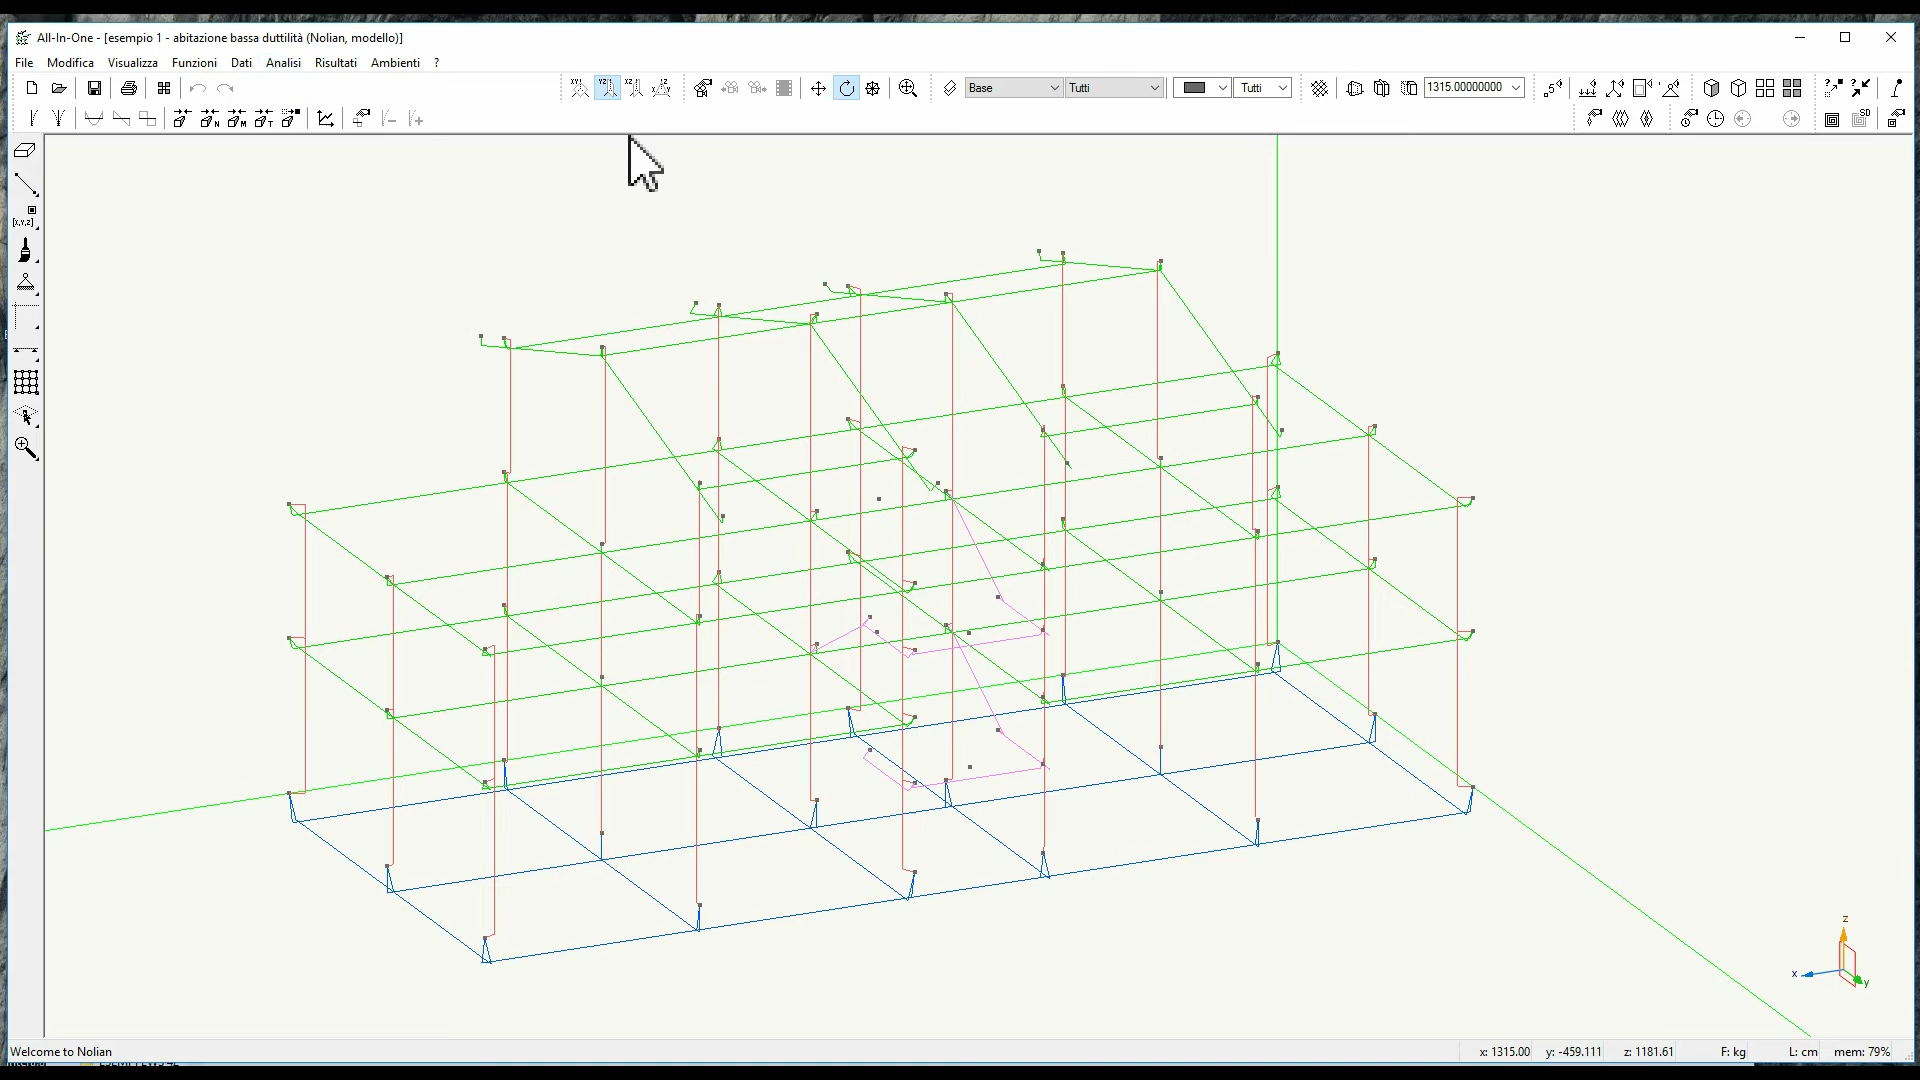 All-In-One - [esempio 1 - abitazione bassa duttilità (Nolian, modello)]
File Modifica Visualizza Funzioni Dati Analisi Risultati Ambienti ?
Base Tutti Tutti 1315.00000000
[x,y,z]
z
x
y
Welcome to Nolian x: 1315.00 y: -459.111 z: 1181.61 F: kg L: cm mem: 79%